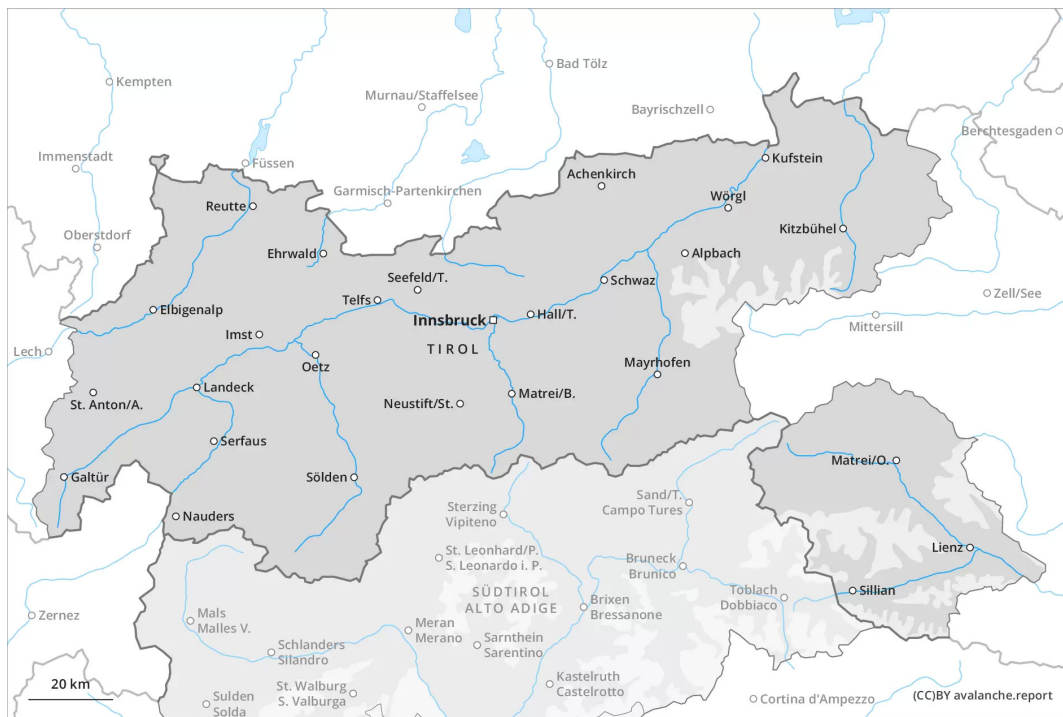 Kempten
Bad Tölz
Murnau/Staffelsee
Bayrischzell
Berchtesgaden
Immenstadt
Füssen
Kufstein
Achenkirch
Garmisch-Partenkirchen
Reutte
Wörgl
Oberstdorf
Kitzbühel
Ehrwald
Alpbach
Seefeld/T.
Schwaz
Telfs
Zell/See
Elbigenalp
Innsbruck
Hall/T.
Mittersill
Imst
TIROL
Lech
Oetz
Mayrhofen
Landeck
St. Anton/A.
Neustift/St.
Matrei/B.
Serfaus
Matrei/O.
Galtür
Sölden
Sand/T.
Campo Tures
Sterzing
Vipiteno
Nauders
Lienz
St. Leonhard/P.
S. Leonardo i. P.
Bruneck
Brunico
SÜDTIROL
ALTO ADIGE
Sillian
Toblach
Dobbiaco
Brixen
Bressanone
Zernez
Mals
Malles V.
Meran
Merano
Sarnthein
Sarentino
Schlanders
Silandro
Kastelruth
Castelrotto
20 km
St. Walburg
S. Valburga
Sulden
Solda
Cortina d'Ampezzo
(CC)BY avalanche.report